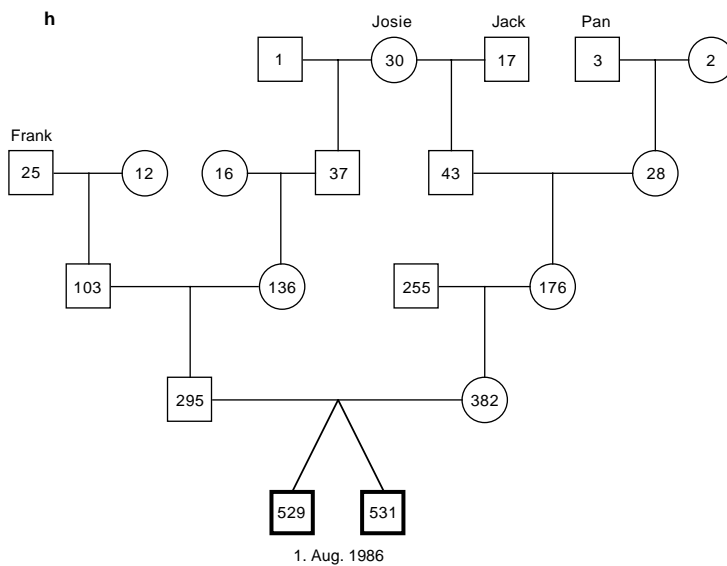 h
Josie Jack Pan
1 30 17 3 2
Frank
25 12 16 37 43 28
103 136 255 176
295 382
529 531
1. Aug. 1986